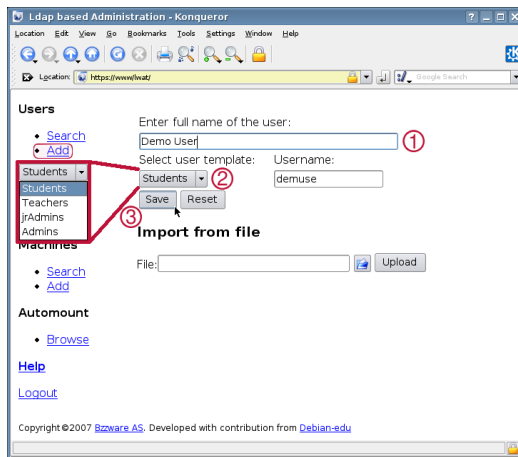 Ldap based Administration - Konqueror
Location Edit View Go Bookmarks Tools Settings Window Help
Location: https://www/lwat/
Google Search
Users
Search
Add
Students
Students
Teachers
jrAdmins
Admins
Enter full name of the user:
Demo User
1
Select user template: Username:
Students 2 demuse
3 Save Reset
Import from file
File: Upload
Machines
Search
Add
Automount
Browse
Help
Logout
Copyright ©2007 Bzzware AS. Developed with contribution from Debian-edu